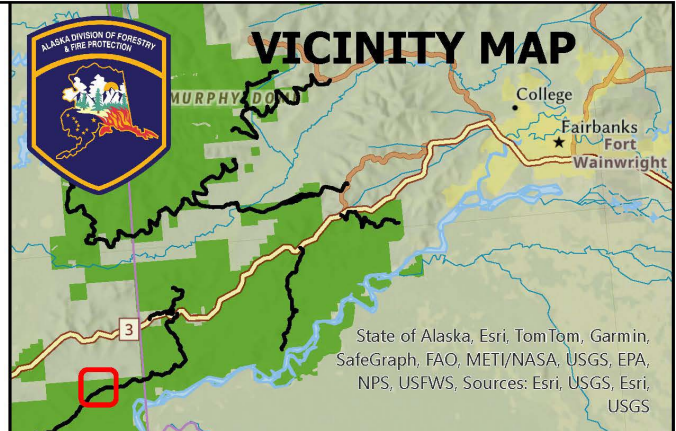 ALASKA DIVISION OF FORESTRY
& FIRE PROTECTION
VICINITY MAP
MURPHY DOM
College
Fairbanks
Fort
Wainwright
3
State of Alaska, Esri, TomTom, Garmin,
SafeGraph, FAO, METI/NASA, USGS, EPA,
NPS, USFWS, Sources: Esri, USGS, Esri,
USGS